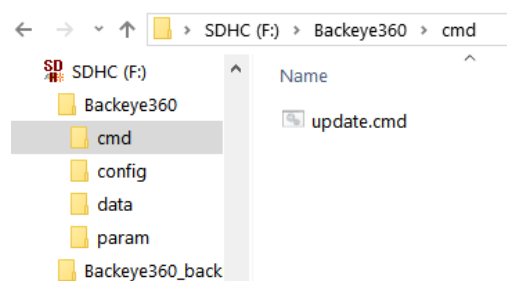 SDHC (F:) > Backeye360 > cmd
SDHC (F:)
Backeye360
cmd
config
data
param
Backeye360_back
Name
update.cmd